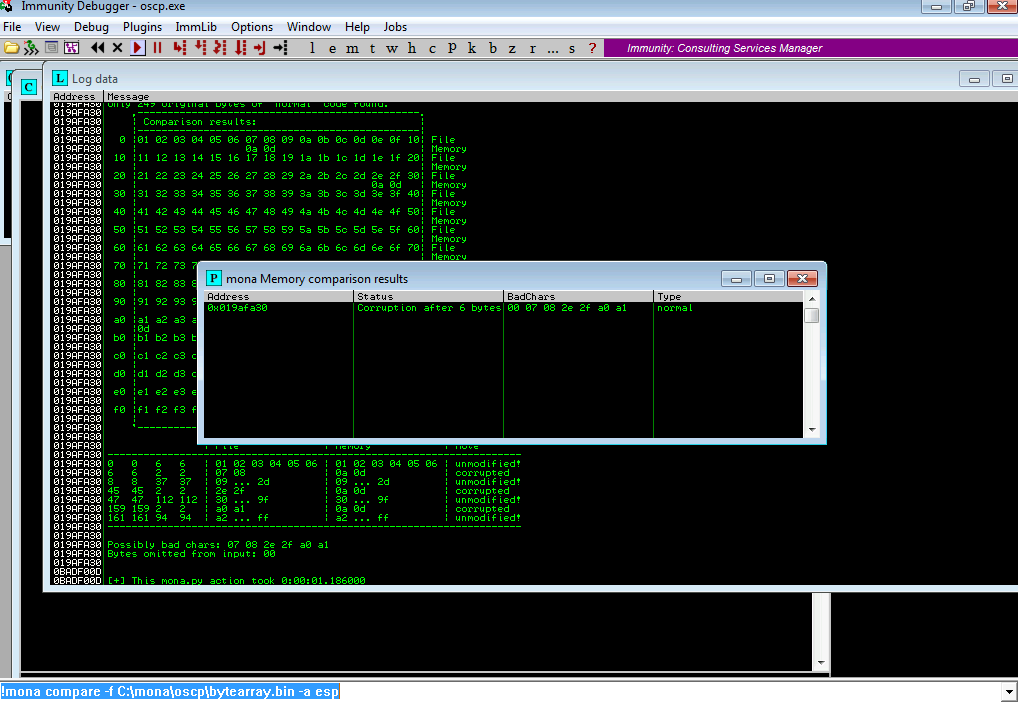 Immunity Debugger - oscp.exe
File View Debug Plugins ImmLib Options Window Help Jobs
l e m t w h c P k b z r ... s ?
Immunity: Consulting Services Manager
C
L Log data
Address Message
019AFA30 Only 249 original bytes of "normal" code found.
019AFA30
019AFA30 | Comparison results:
019AFA30
019AFA30 0 |01 02 03 04 05 06 07 08 09 0a 0b 0c 0d 0e 0f 10| File
019AFA30 0a 0d Memory
019AFA30 10 |11 12 13 14 15 16 17 18 19 1a 1b 1c 1d 1e 1f 20| File
019AFA30 Memory
019AFA30 20 |21 22 23 24 25 26 27 28 29 2a 2b 2c 2d 2e 2f 30| File
019AFA30 0a 0d Memory
019AFA30 30 |31 32 33 34 35 36 37 38 39 3a 3b 3c 3d 3e 3f 40| File
019AFA30 Memory
019AFA30 40 |41 42 43 44 45 46 47 48 49 4a 4b 4c 4d 4e 4f 50| File
019AFA30 Memory
019AFA30 50 |51 52 53 54 55 56 57 58 59 5a 5b 5c 5d 5e 5f 60| File
019AFA30 Memory
019AFA30 60 |61 62 63 64 65 66 67 68 69 6a 6b 6c 6d 6e 6f 70| File
019AFA30 Memory
019AFA30 70 |71 72 73 7
019AFA30
019AFA30 80 |81 82 83 8
019AFA30
019AFA30 90 |91 92 93 9
019AFA30
019AFA30 a0 |a1 a2 a3 a
019AFA30 |0d
019AFA30 b0 |b1 b2 b3 b
019AFA30
019AFA30 c0 |c1 c2 c3 c
019AFA30
019AFA30 d0 |d1 d2 d3 d
019AFA30
019AFA30 e0 |e1 e2 e3 e
019AFA30
019AFA30 f0 |f1 f2 f3 f
019AFA30
P mona Memory comparison results
Address Status BadChars Type
0x019afa30 Corruption after 6 bytes 00 07 08 2e 2f a0 a1 normal
019AFA30 | File | Memory | Note
019AFA30
019AFA30 0 0 6 6 | 01 02 03 04 05 06 | 01 02 03 04 05 06 | unmodified!
019AFA30 6 6 2 2 | 07 08 | 0a 0d | corrupted
019AFA30 8 8 37 37 | 09 ... 2d | 09 ... 2d | unmodified!
019AFA30 45 45 2 2 | 2e 2f | 0a 0d | corrupted
019AFA30 47 47 112 112 | 30 ... 9f | 30 ... 9f | unmodified!
019AFA30 159 159 2 2 | a0 a1 | 0a 0d | corrupted
019AFA30 161 161 94 94 | a2 ... ff | a2 ... ff | unmodified!
019AFA30
019AFA30
019AFA30 Possibly bad chars: 07 08 2e 2f a0 a1
019AFA30 Bytes omitted from input: 00
019AFA30
0BADF00D
0BADF00D [+] This mona.py action took 0:00:01.186000
!mona compare -f C:\mona\oscp\bytearray.bin -a esp